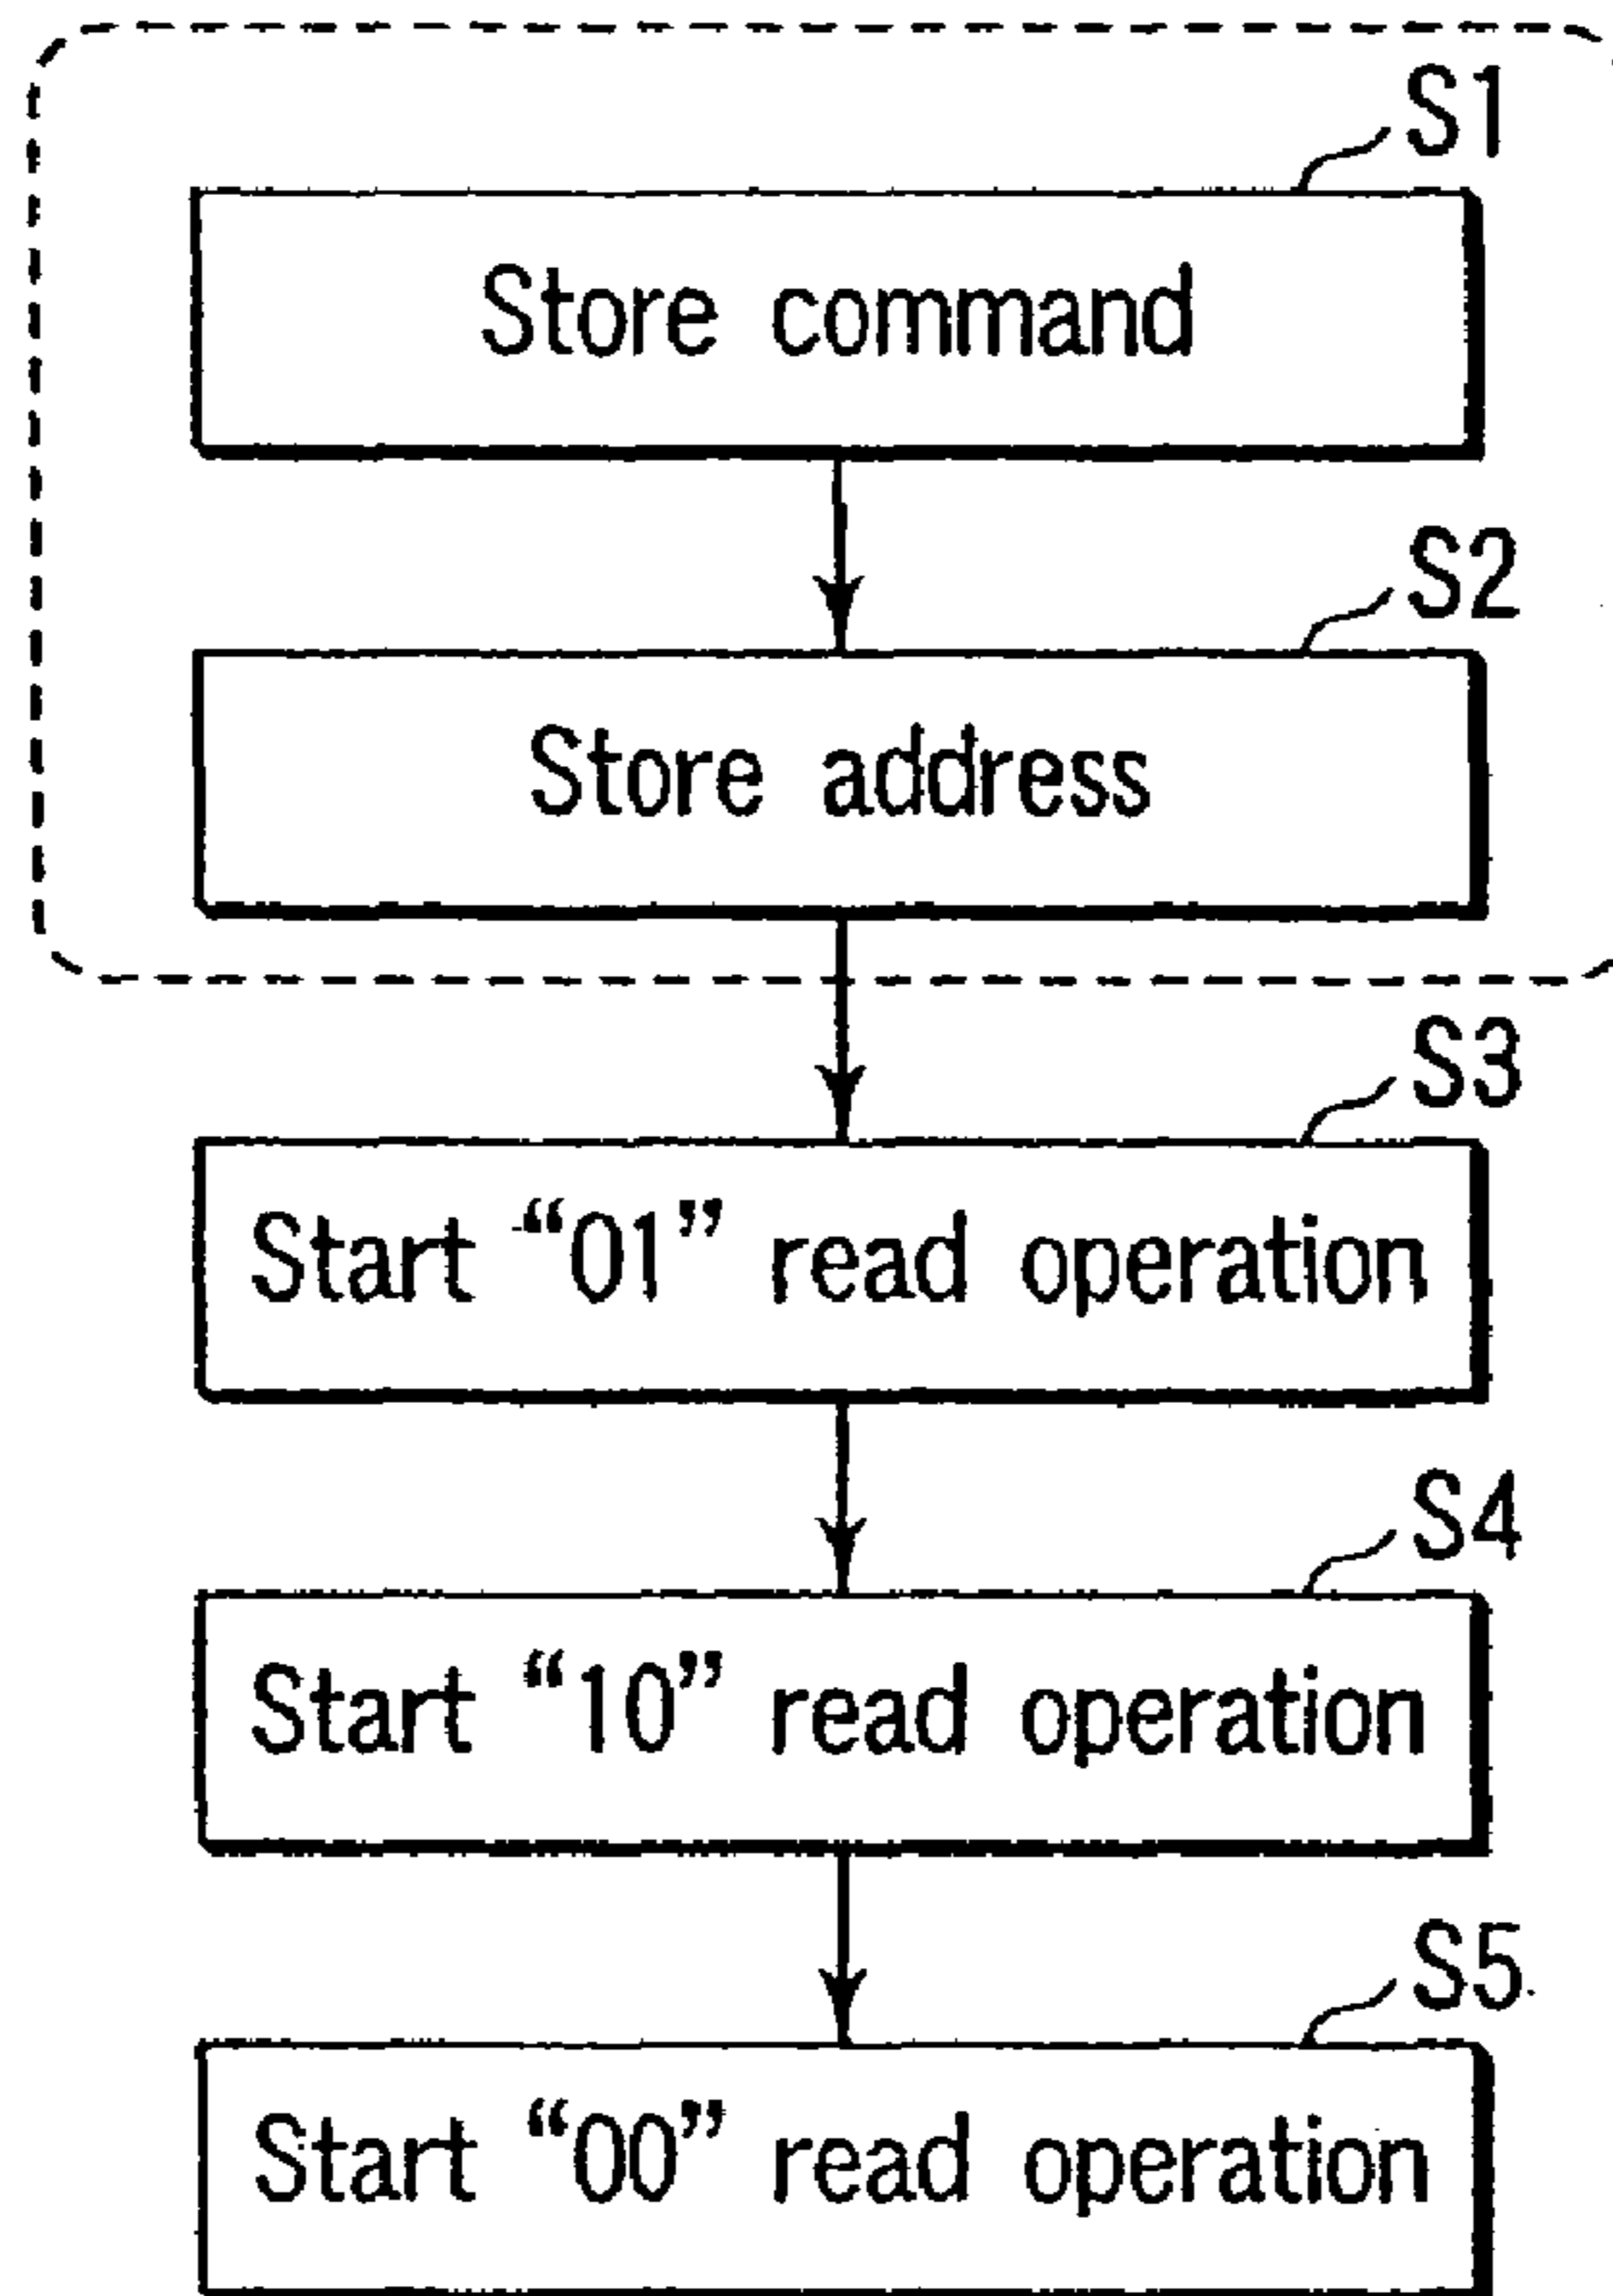 S1
Store command
S2
Store address
S3
Start “01” read operation
S4
Start “10” read operation
S5
Start “00” read operation